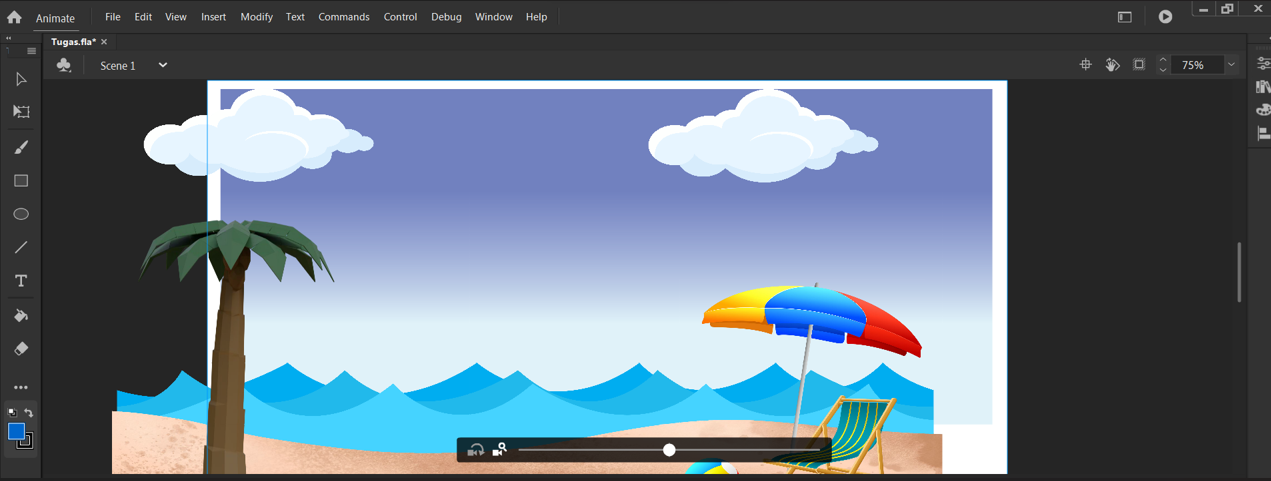 Animate File Edit View Insert Modify Text Commands Control Debug Window Help
Tugas.fla*
Scene 1 75%
T